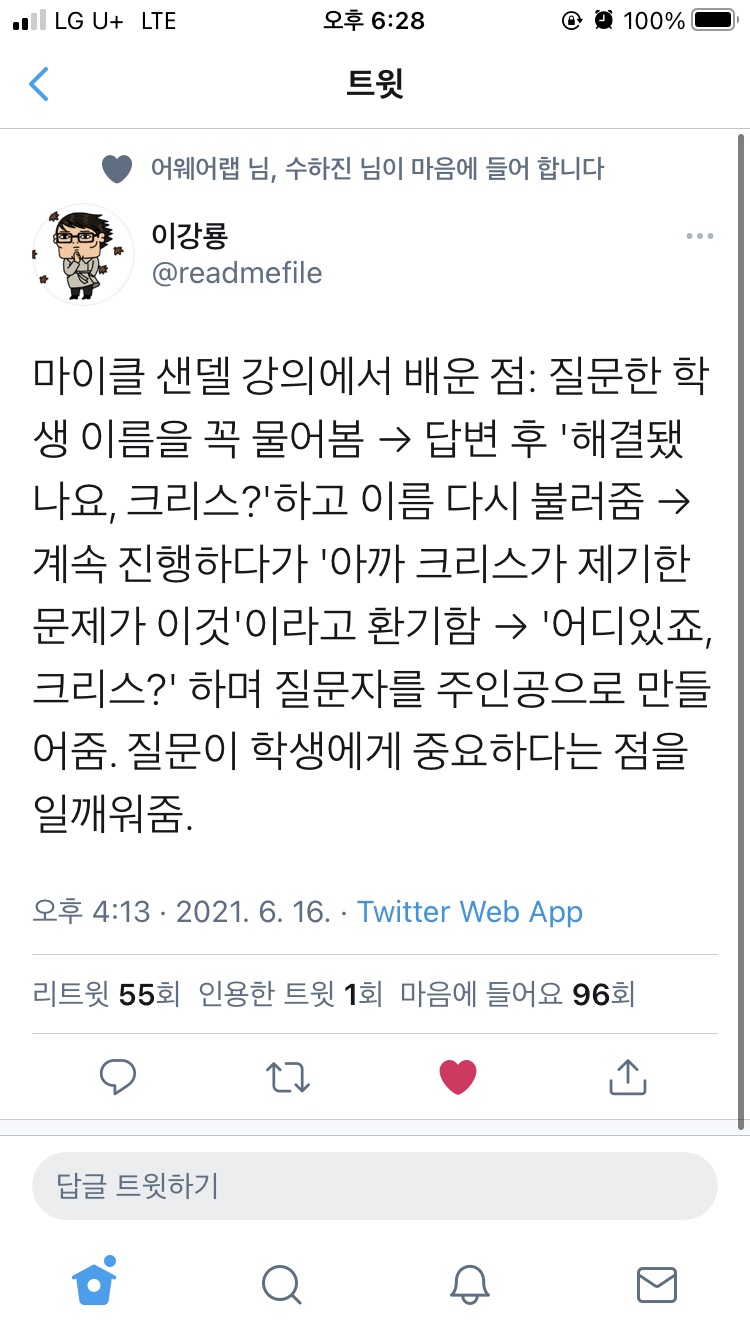 LG U+ LTE 오후 6:28 100%
트윗
어웨어랩 님, 수하진 님이 마음에 들어 합니다
이강룡
@readmefile
마이클 샌델 강의에서 배운 점: 질문한 학
생 이름을 꼭 물어봄 → 답변 후 '해결됐
나요, 크리스?'하고 이름 다시 불러줌 →
계속 진행하다가 '아까 크리스가 제기한
문제가 이것'이라고 환기함 → '어디있죠,
크리스?' 하며 질문자를 주인공으로 만들
어줌. 질문이 학생에게 중요하다는 점을
일깨워줌.
오후 4:13 · 2021. 6. 16. · Twitter Web App
리트윗 55회 인용한 트윗 1회 마음에 들어요 96회
답글 트윗하기